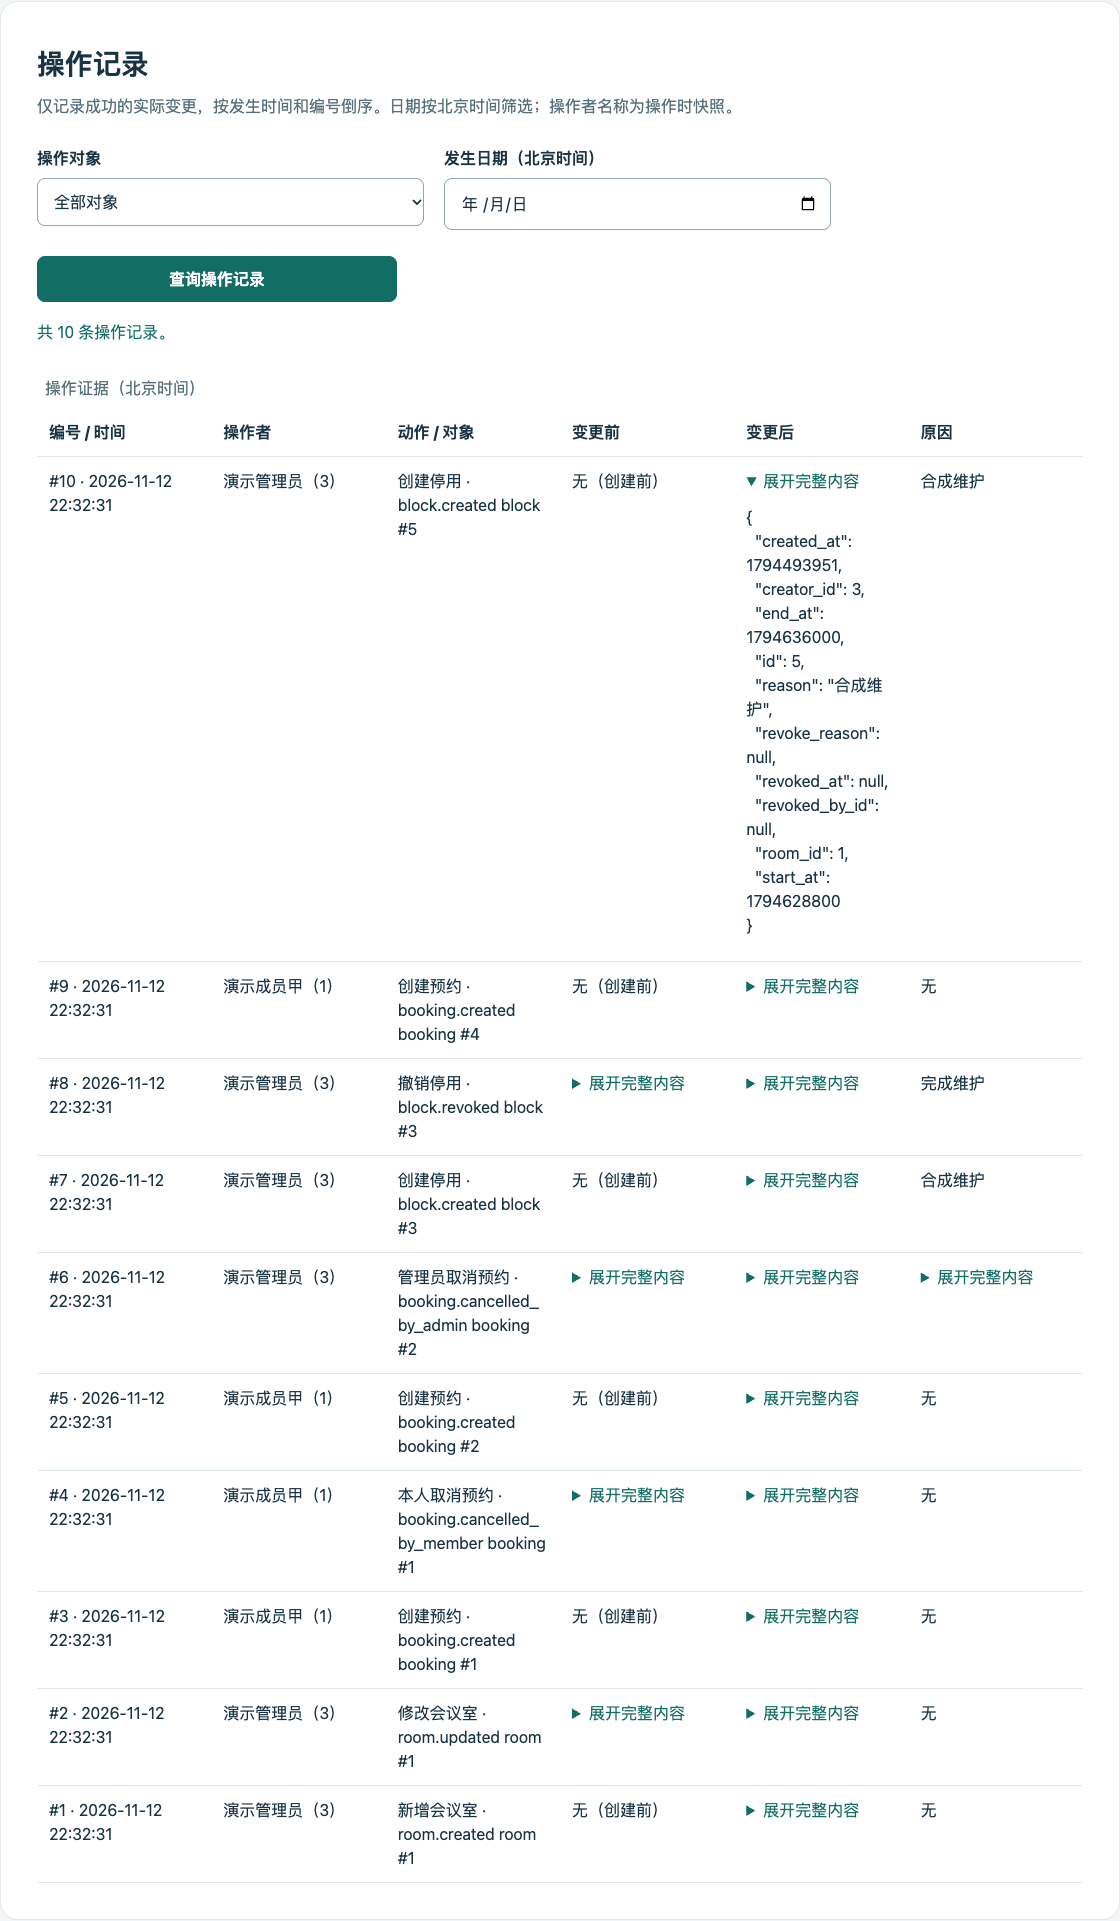 操作记录
仅记录成功的实际变更，按发生时间和编号倒序。日期按北京时间筛选；操作者名称为操作时快照。
操作对象
发生日期（北京时间）
全部对象
年 /月/日
查询操作记录
共 10 条操作记录。
操作证据（北京时间）
编号 / 时间
操作者
动作 / 对象
变更前
变更后
原因
#10 · 2026-11-12
22:32:31
演示管理员（3）
创建停用 ·
block.created block
#5
无（创建前）
▼ 展开完整内容
{
"created_at":
1794493951,
"creator_id": 3,
"end_at":
1794636000,
"id": 5,
"reason": "合成维
护",
"revoke_reason":
null,
"revoked_at": null,
"revoked_by_id":
null,
"room_id": 1,
"start_at":
1794628800
}
合成维护
#9 · 2026-11-12
22:32:31
演示成员甲（1）
创建预约 ·
booking.created
booking #4
无（创建前）
▶ 展开完整内容
无
#8 · 2026-11-12
22:32:31
演示管理员（3）
撤销停用 ·
block.revoked block
#3
▶ 展开完整内容
▶ 展开完整内容
完成维护
#7 · 2026-11-12
22:32:31
演示管理员（3）
创建停用 ·
block.created block
#3
无（创建前）
▶ 展开完整内容
合成维护
#6 · 2026-11-12
22:32:31
演示管理员（3）
管理员取消预约 ·
booking.cancelled_
by_admin booking
#2
▶ 展开完整内容
▶ 展开完整内容
▶ 展开完整内容
#5 · 2026-11-12
22:32:31
演示成员甲（1）
创建预约 ·
booking.created
booking #2
无（创建前）
▶ 展开完整内容
无
#4 · 2026-11-12
22:32:31
演示成员甲（1）
本人取消预约 ·
booking.cancelled_
by_member booking
#1
▶ 展开完整内容
▶ 展开完整内容
无
#3 · 2026-11-12
22:32:31
演示成员甲（1）
创建预约 ·
booking.created
booking #1
无（创建前）
▶ 展开完整内容
无
#2 · 2026-11-12
22:32:31
演示管理员（3）
修改会议室 ·
room.updated room
#1
▶ 展开完整内容
▶ 展开完整内容
无
#1 · 2026-11-12
22:32:31
演示管理员（3）
新增会议室 ·
room.created room
#1
无（创建前）
▶ 展开完整内容
无